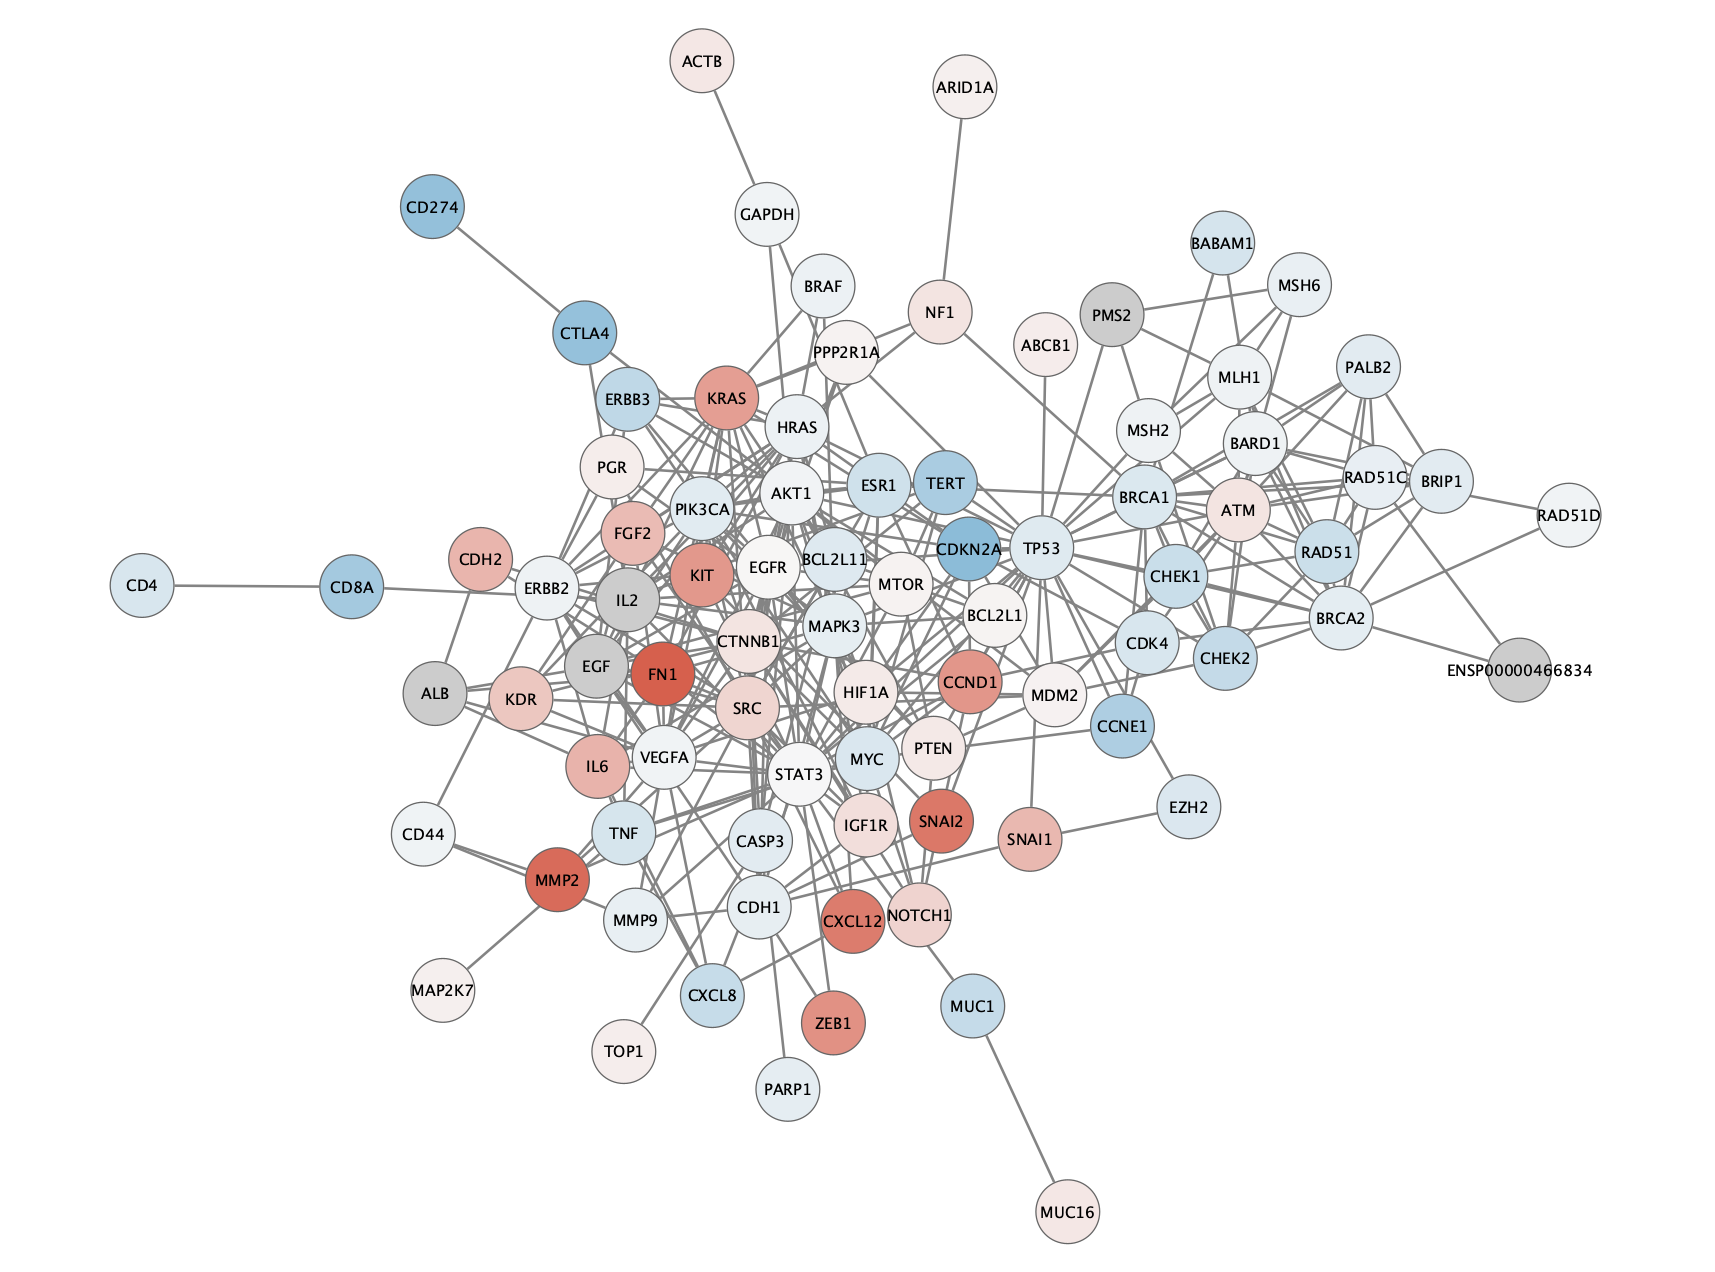 ACTB
ARID1A
CD274
GAPDH
BABAM1
BRAF
MSH6
NF1
PMS2
CTLA4
ABCB1
PPP2R1A
PALB2
MLH1
ERBB3
KRAS
HRAS
MSH2
BARD1
PGR
RAD51C
BRIP1
ESR1
TERT
AKT1
BRCA1
PIK3CA
ATM
RAD51D
FGF2
CDKN2A
TP53
RAD51
CDH2
EGFR
BCL2L11
KIT
CHEK1
CD4
CD8A
ERBB2
MTOR
IL2
BCL2L1
BRCA2
MAPK3
CTNNB1
CDK4
CHEK2
EGF
FN1
ENSP00000466834
CCND1
ALB
KDR
HIF1A
MDM2
SRC
CCNE1
PTEN
VEGFA
MYC
IL6
STAT3
EZH2
SNAI2
IGF1R
TNF
CD44
SNAI1
CASP3
MMP2
CDH1
NOTCH1
MMP9
CXCL12
MAP2K7
CXCL8
MUC1
ZEB1
TOP1
PARP1
MUC16